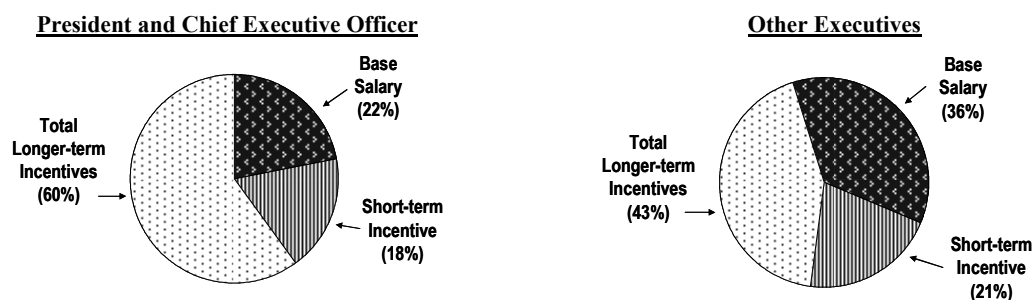 President and Chief Executive Officer
Base
Salary
(22%)
Total
Longer-term
Incentives
(60%)
Short-term
Incentive
(18%)
Other Executives
Base
Salary
(36%)
Total
Longer-term
Incentives
(43%)
Short-term
Incentive
(21%)